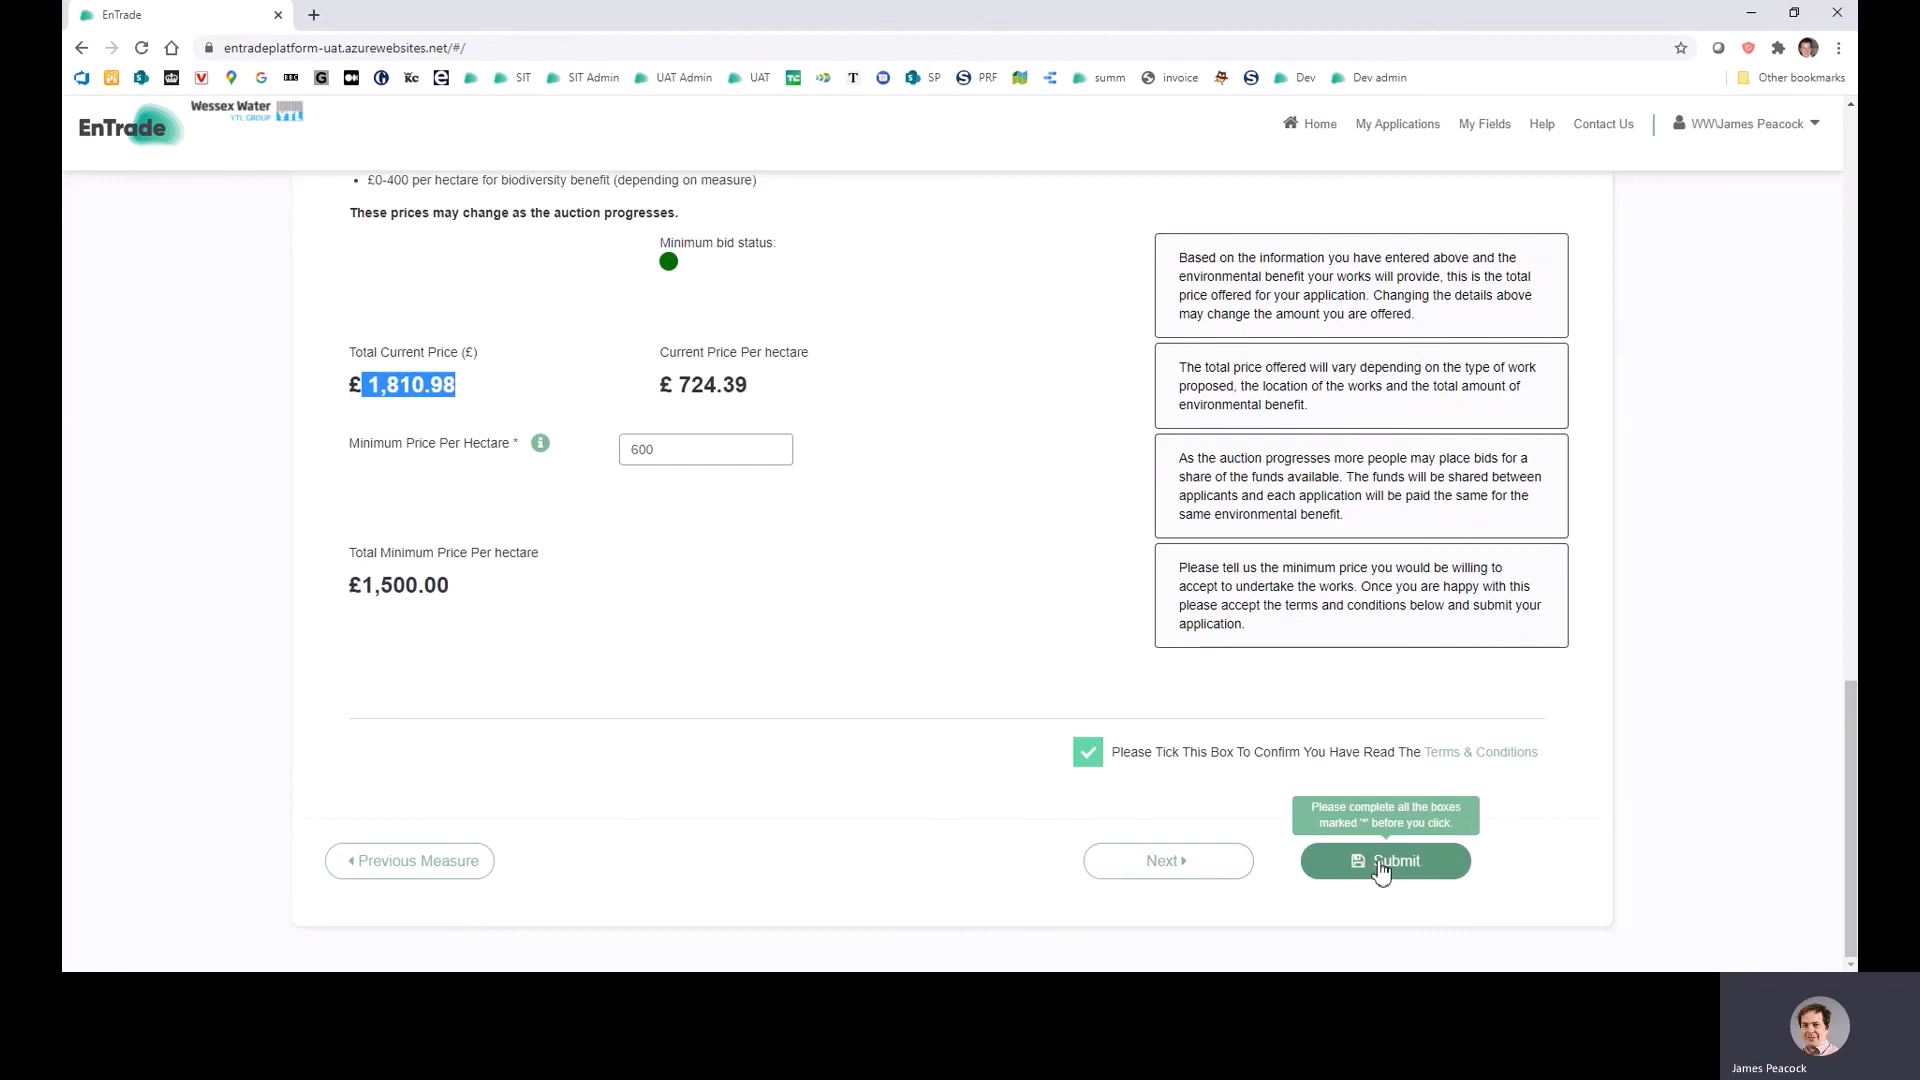 EnTrade
entradeplatform-uat.azurewebsites.net/#/
SIT
SIT Admin
UAT Admin
UAT
SP
PRF
summ
invoice
Dev
Dev admin
Other bookmarks
EnTrade
Wessex Water
YTL GROUP
YTL
Home
My Applications
My Fields
Help
Contact Us
WW\James Peacock
• £0-400 per hectare for biodiversity benefit (depending on measure)
These prices may change as the auction progresses.
Minimum bid status:
Total Current Price (£)
Current Price Per hectare
£ 1,810.98
£ 724.39
Minimum Price Per Hectare *
600
Total Minimum Price Per hectare
£1,500.00
Based on the information you have entered above and the
environmental benefit your works will provide, this is the total
price offered for your application. Changing the details above
may change the amount you are offered.
The total price offered will vary depending on the type of work
proposed, the location of the works and the total amount of
environmental benefit.
As the auction progresses more people may place bids for a
share of the funds available. The funds will be shared between
applicants and each application will be paid the same for the
same environmental benefit.
Please tell us the minimum price you would be willing to
accept to undertake the works. Once you are happy with this
please accept the terms and conditions below and submit your
application.
Please Tick This Box To Confirm You Have Read The Terms & Conditions
Please complete all the boxes
marked '*' before you click.
Previous Measure
Next
Submit
James Peacock